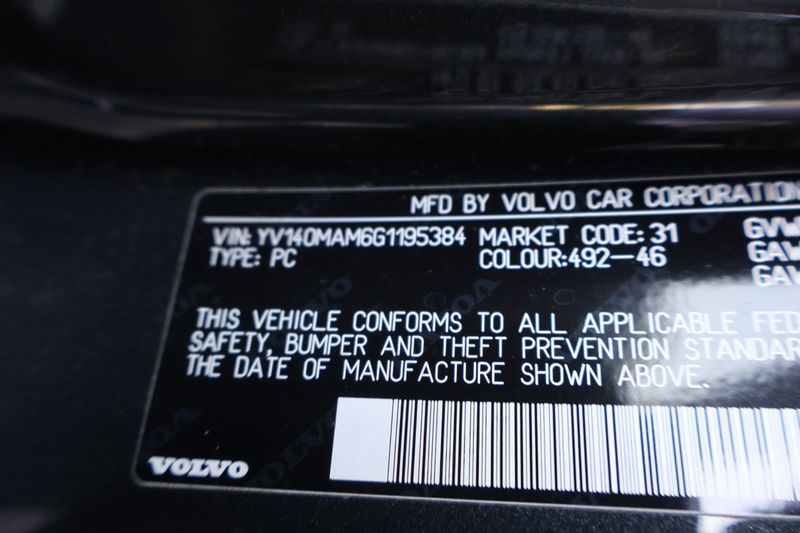 MFD BY VOLVO CAR CORPORATION
VIN: YV140MAM6G1195384 MARKET CODE: 31 GVW
TYPE: PC COLOUR:492-46 GAW
GAW
THIS VEHICLE CONFORMS TO ALL APPLICABLE FED
SAFETY, BUMPER AND THEFT PREVENTION STANDAR
THE DATE OF MANUFACTURE SHOWN ABOVE.
VOLVO